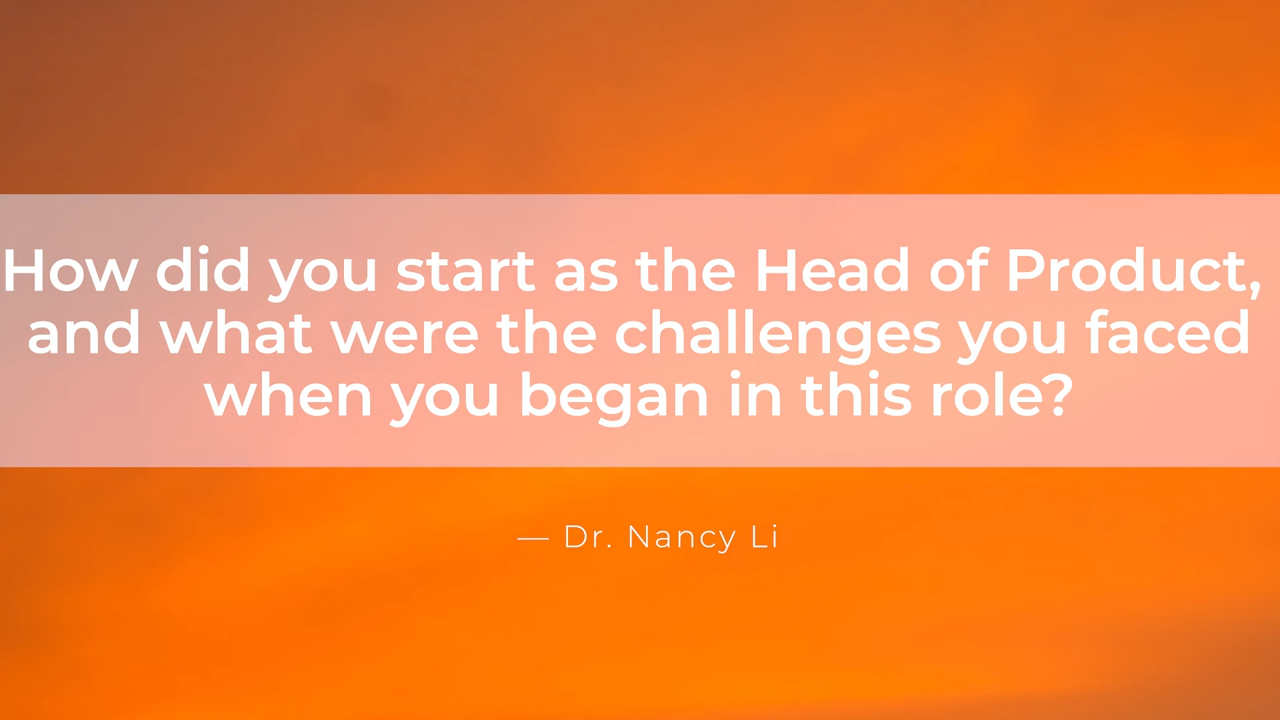 How did you start as the Head of Product,
and what were the challenges you faced
when you began in this role?
— Dr. Nancy Li